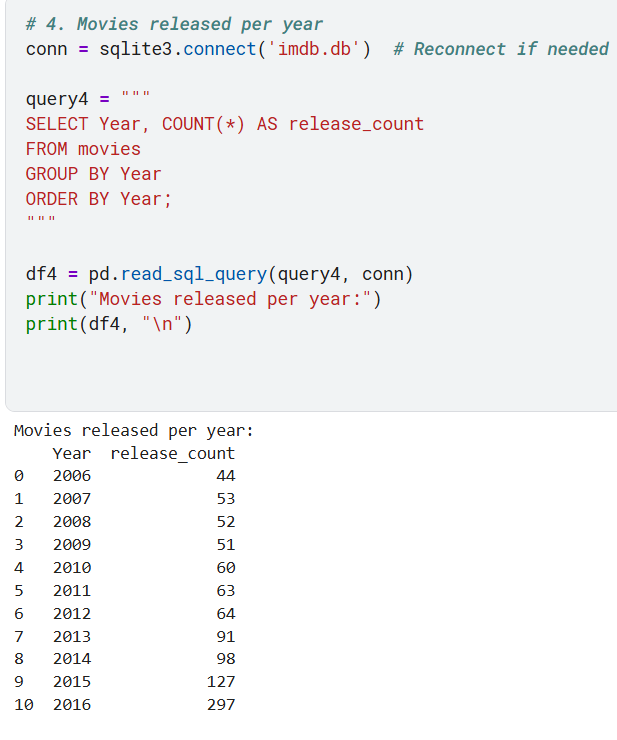 # 4. Movies released per year
conn = sqlite3.connect('imdb.db')  # Reconnect if needed

query4 = """
SELECT Year, COUNT(*) AS release_count
FROM movies
GROUP BY Year
ORDER BY Year;
"""

df4 = pd.read_sql_query(query4, conn)
print("Movies released per year:")
print(df4, "\n")

Movies released per year:
    Year  release_count
0   2006             44
1   2007             53
2   2008             52
3   2009             51
4   2010             60
5   2011             63
6   2012             64
7   2013             91
8   2014             98
9   2015            127
10  2016            297